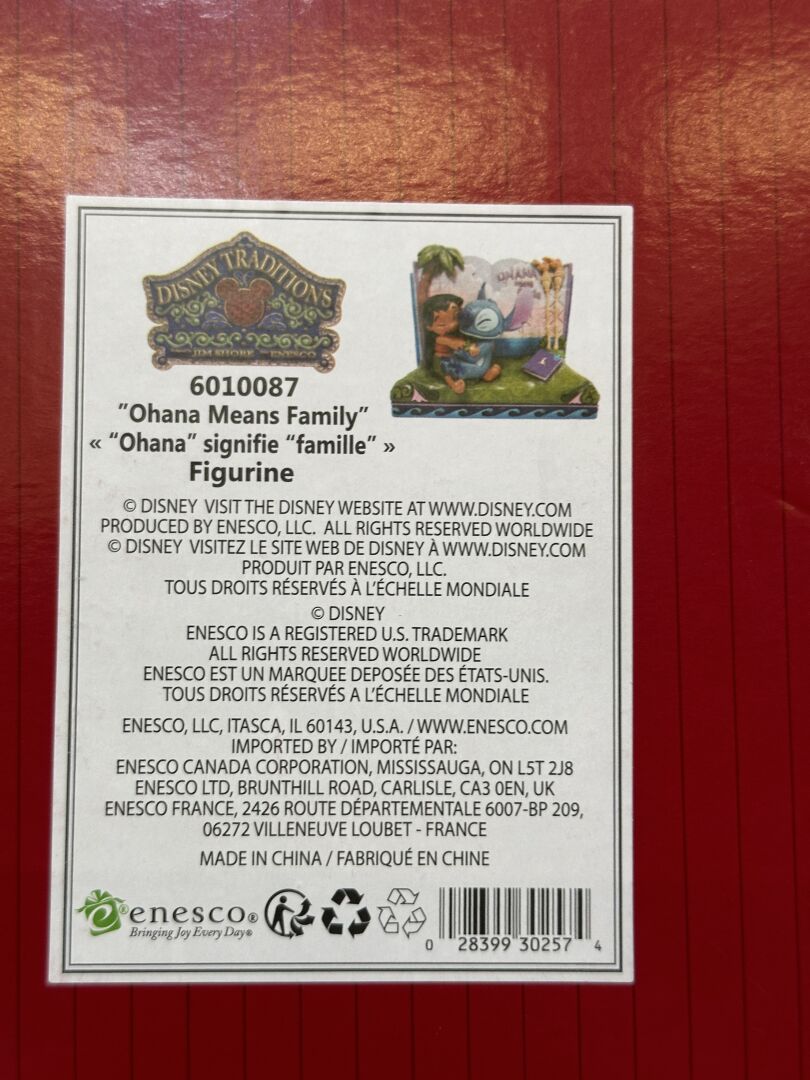 DISNEY TRADITIONS
JIM SHORE ENESCO
OHANA
6010087
"Ohana Means Family"
« "Ohana" signifie "famille" »
Figurine
© DISNEY VISIT THE DISNEY WEBSITE AT WWW.DISNEY.COM
PRODUCED BY ENESCO, LLC. ALL RIGHTS RESERVED WORLDWIDE
© DISNEY VISITEZ LE SITE WEB DE DISNEY À WWW.DISNEY.COM
PRODUIT PAR ENESCO, LLC.
TOUS DROITS RÉSERVÉS À L'ÉCHELLE MONDIALE
© DISNEY
ENESCO IS A REGISTERED U.S. TRADEMARK
ALL RIGHTS RESERVED WORLDWIDE
ENESCO EST UN MARQUEE DEPOSÉE DES ÉTATS-UNIS.
TOUS DROITS RÉSERVÉS A L'ÉCHELLE MONDIALE
ENESCO, LLC, ITASCA, IL 60143, U.S.A. / WWW.ENESCO.COM
IMPORTED BY / IMPORTÉ PAR:
ENESCO CANADA CORPORATION, MISSISSAUGA, ON L5T 2J8
ENESCO LTD, BRUNTHILL ROAD, CARLISLE, CA3 0EN, UK
ENESCO FRANCE, 2426 ROUTE DÉPARTEMENTALE 6007-BP 209,
06272 VILLENEUVE LOUBET - FRANCE
MADE IN CHINA / FABRIQUÉ EN CHINE
enesco®
Bringing Joy Every Day®
0 28399 30257 4